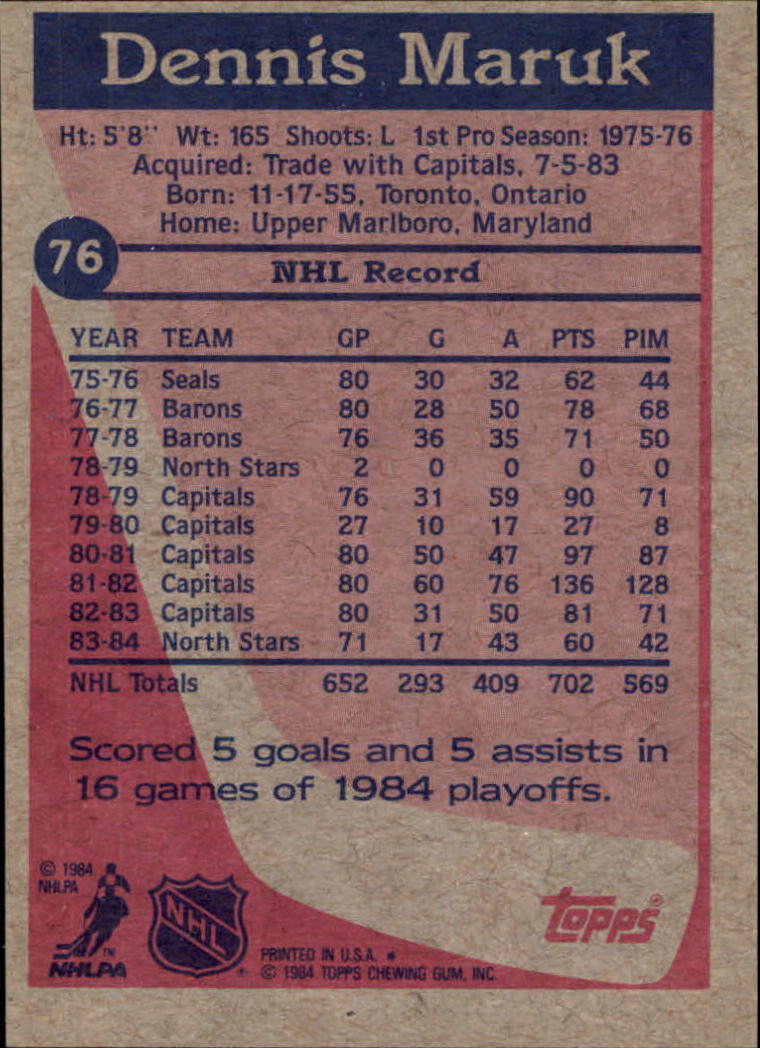 Dennis Maruk
Ht: 5'8" Wt: 165 Shoots: L 1st Pro Season: 1975-76
Acquired: Trade with Capitals, 7-5-83
Born: 11-17-55, Toronto, Ontario
Home: Upper Marlboro, Maryland
76
NHL Record
YEAR TEAM GP G A PTS PIM
75-76 Seals 80 30 32 62 44
76-77 Barons 80 28 50 78 68
77-78 Barons 76 36 35 71 50
78-79 North Stars 2 0 0 0 0
78-79 Capitals 76 31 59 90 71
79-80 Capitals 27 10 17 27 8
80-81 Capitals 80 50 47 97 87
81-82 Capitals 80 60 76 136 128
82-83 Capitals 80 31 50 81 71
83-84 North Stars 71 17 43 60 42
NHL Totals 652 293 409 702 569
Scored 5 goals and 5 assists in
16 games of 1984 playoffs.
© 1984
NHLPA
NHLPA
™
NHL
®
topps®
PRINTED IN U.S.A. *
© 1984 TOPPS CHEWING GUM, INC.